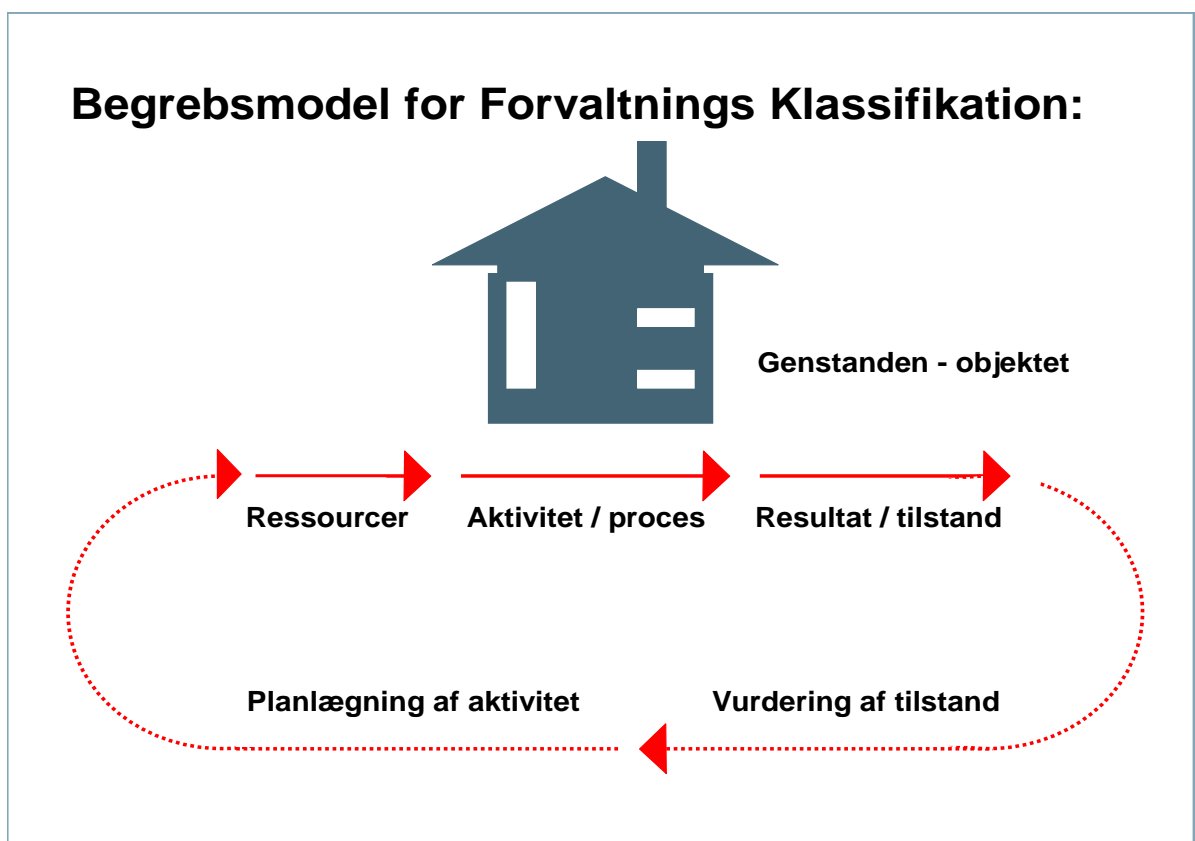 Begrebsmodel for Forvaltnings Klassifikation:
Genstanden - objektet
Ressourcer
Aktivitet / proces
Resultat / tilstand
Planlægning af aktivitet
Vurdering af tilstand